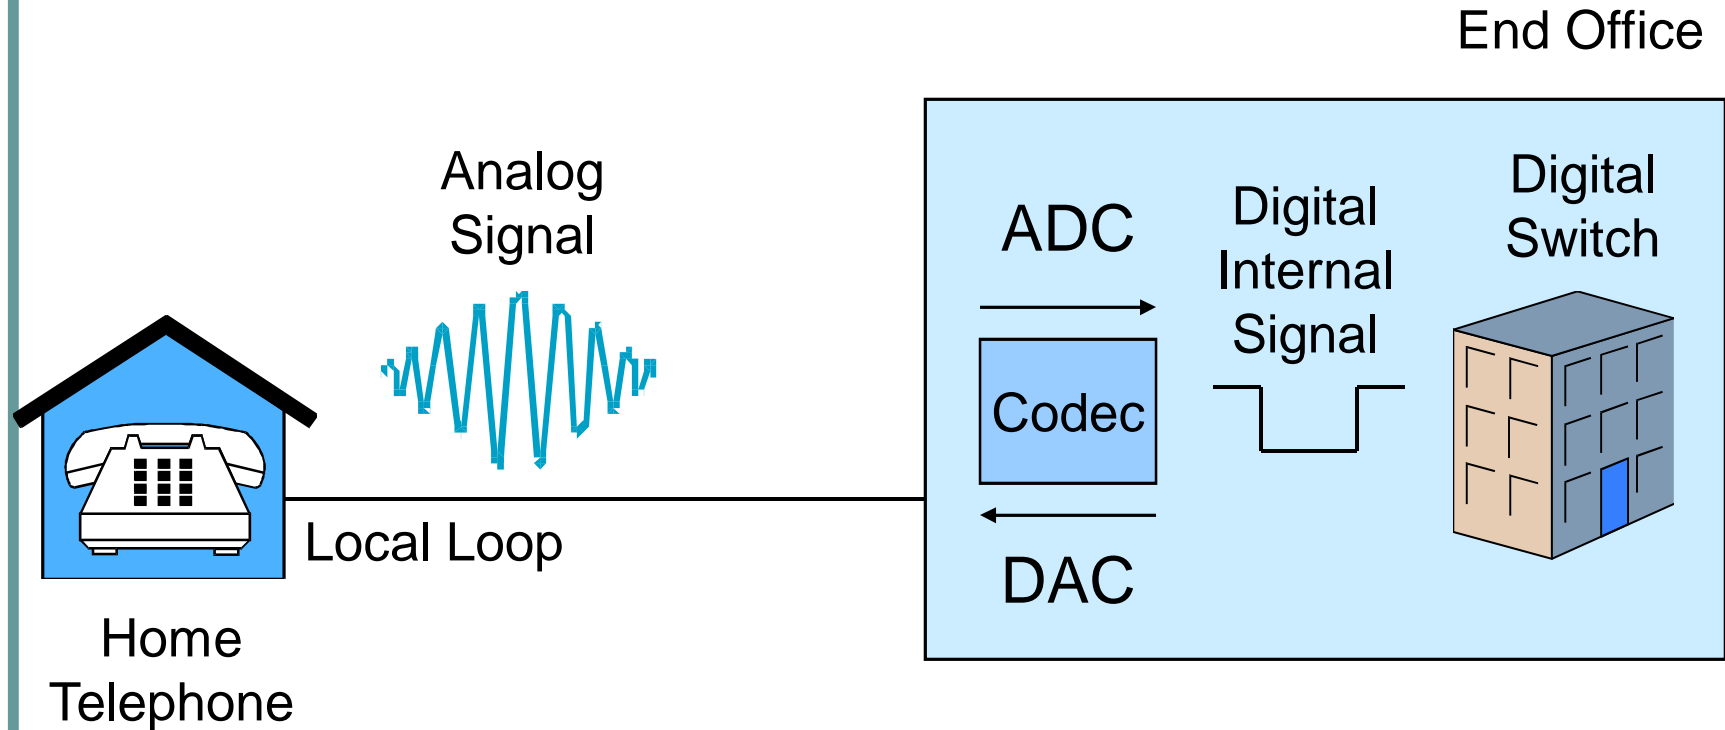 End Office
Analog
Signal
ADC
Digital
Internal
Signal
Digital
Switch
Codec
Local Loop
DAC
Home
Telephone